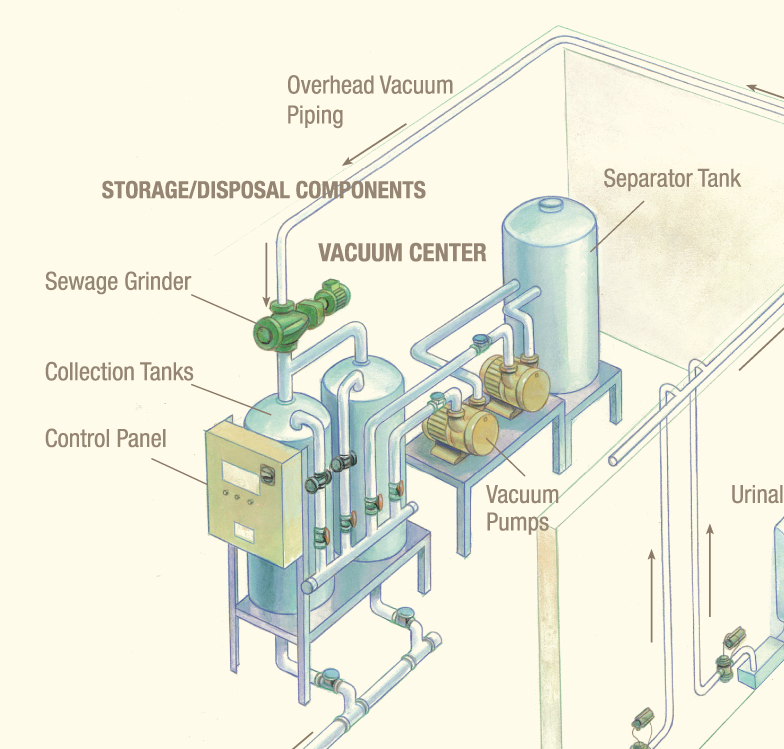 Overhead Vacuum
Piping
STORAGE/DISPOSAL COMPONENTS
Separator Tank
VACUUM CENTER
Sewage Grinder
Collection Tanks
Control Panel
Vacuum
Pumps
Urinal